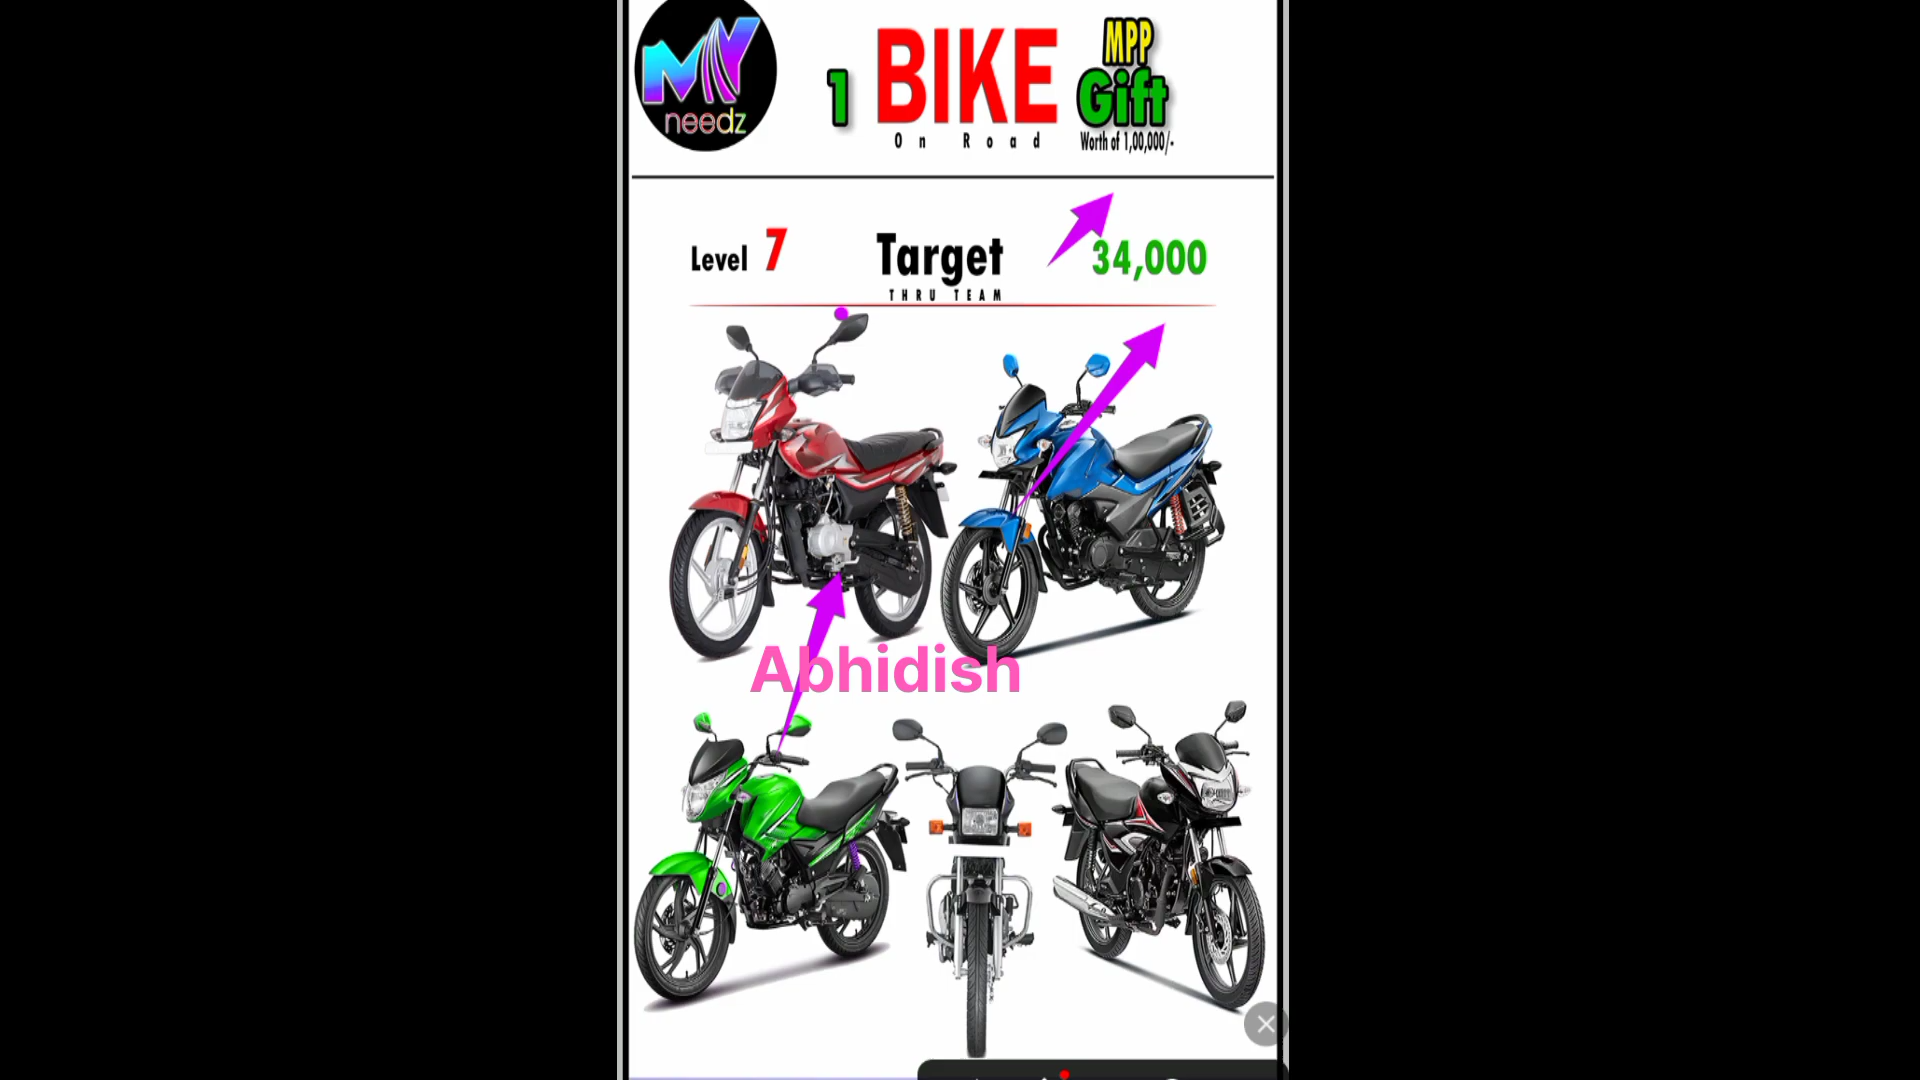 MY
needz
1 BIKE MPP Gift
On Road
Worth of 1,00,000/-
Level 7 Target 34,000
THRU TEAM
Abhidish